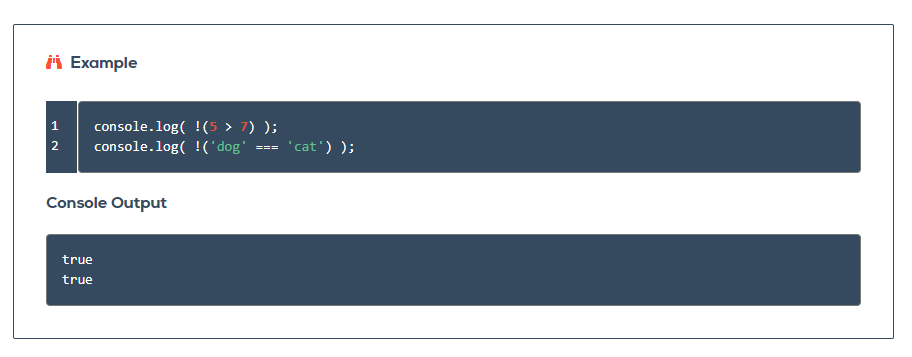 Example
1 console.log( !(5 > 7) );
2 console.log( !('dog' === 'cat') );
Console Output
true
true